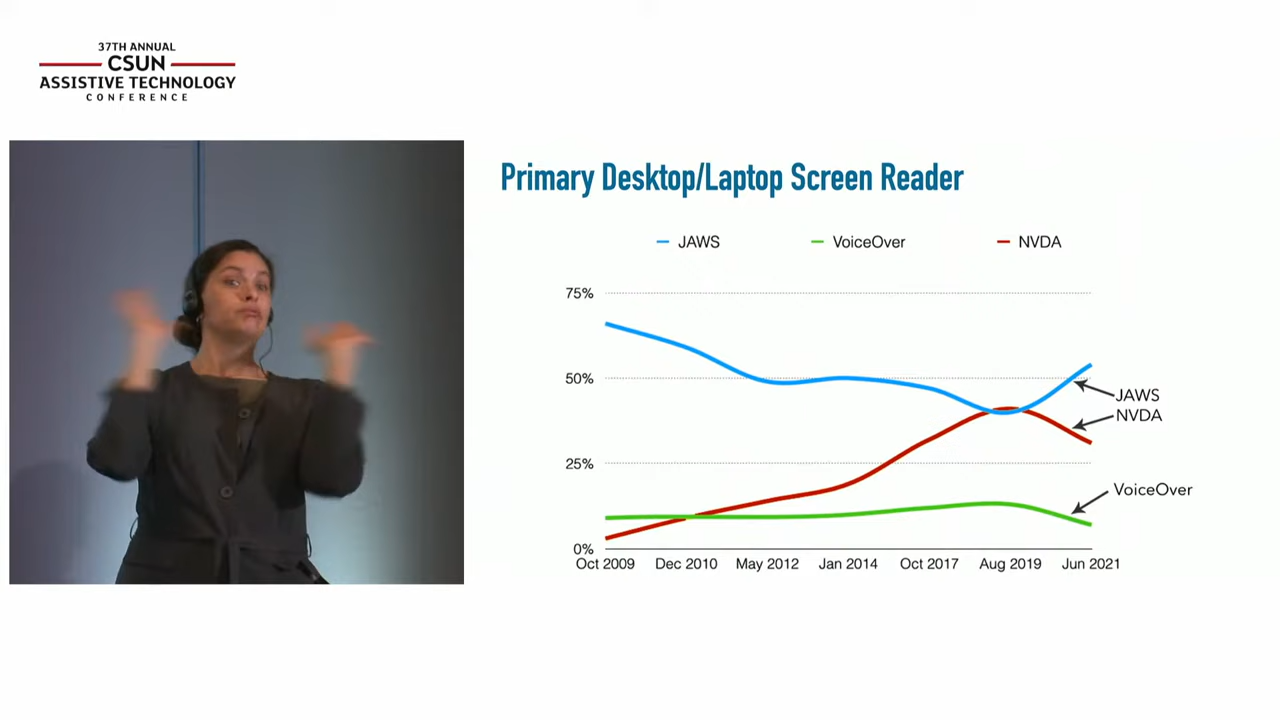 37TH ANNUAL
CSUN
ASSISTIVE TECHNOLOGY
CONFERENCE
Primary Desktop/Laptop Screen Reader
JAWS VoiceOver NVDA
75%
50%
JAWS
NVDA
25%
VoiceOver
0%
Oct 2009 Dec 2010 May 2012 Jan 2014 Oct 2017 Aug 2019 Jun 2021